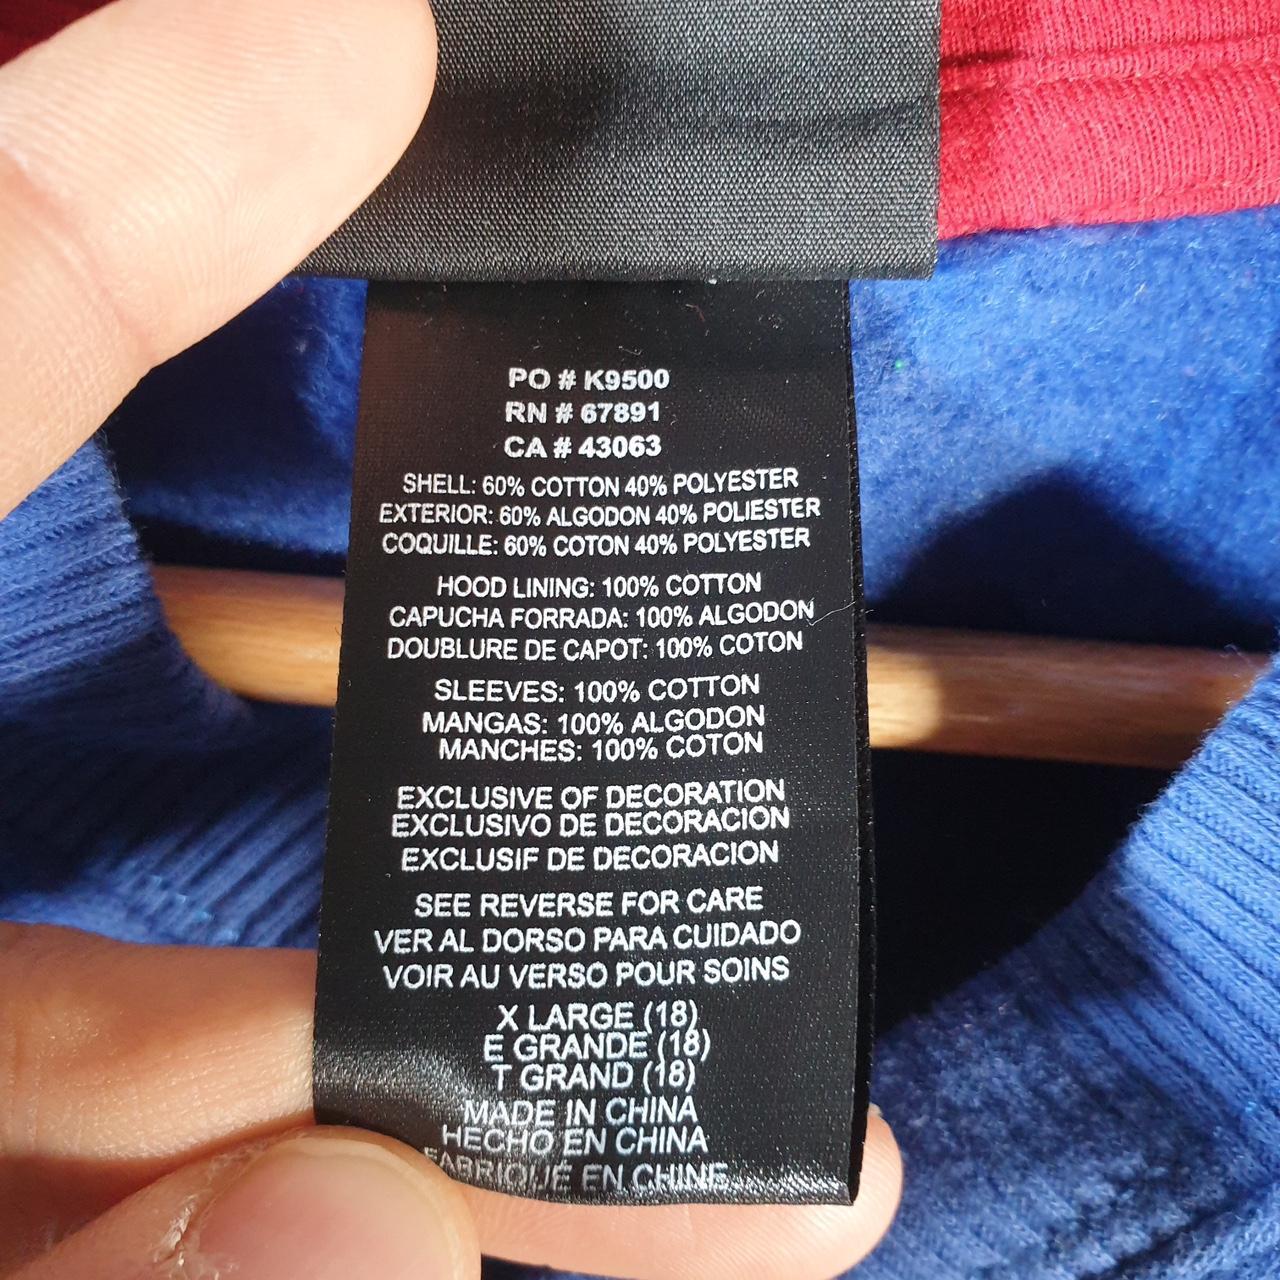 PO # K9500
RN # 67891
CA # 43063
SHELL: 60% COTTON 40% POLYESTER
EXTERIOR: 60% ALGODON 40% POLIESTER
COQUILLE: 60% COTON 40% POLYESTER
HOOD LINING: 100% COTTON
CAPUCHA FORRADA: 100% ALGODON
DOUBLURE DE CAPOT: 100% COTON
SLEEVES: 100% COTTON
MANGAS: 100% ALGODON
MANCHES: 100% COTON
EXCLUSIVE OF DECORATION
EXCLUSIVO DE DECORACION
EXCLUSIF DE DECORACION
SEE REVERSE FOR CARE
VER AL DORSO PARA CUIDADO
VOIR AU VERSO POUR SOINS
X LARGE (18)
E GRANDE (18)
T GRAND (18)
MADE IN CHINA
HECHO EN CHINA
FABRIQUÉ EN CHINE